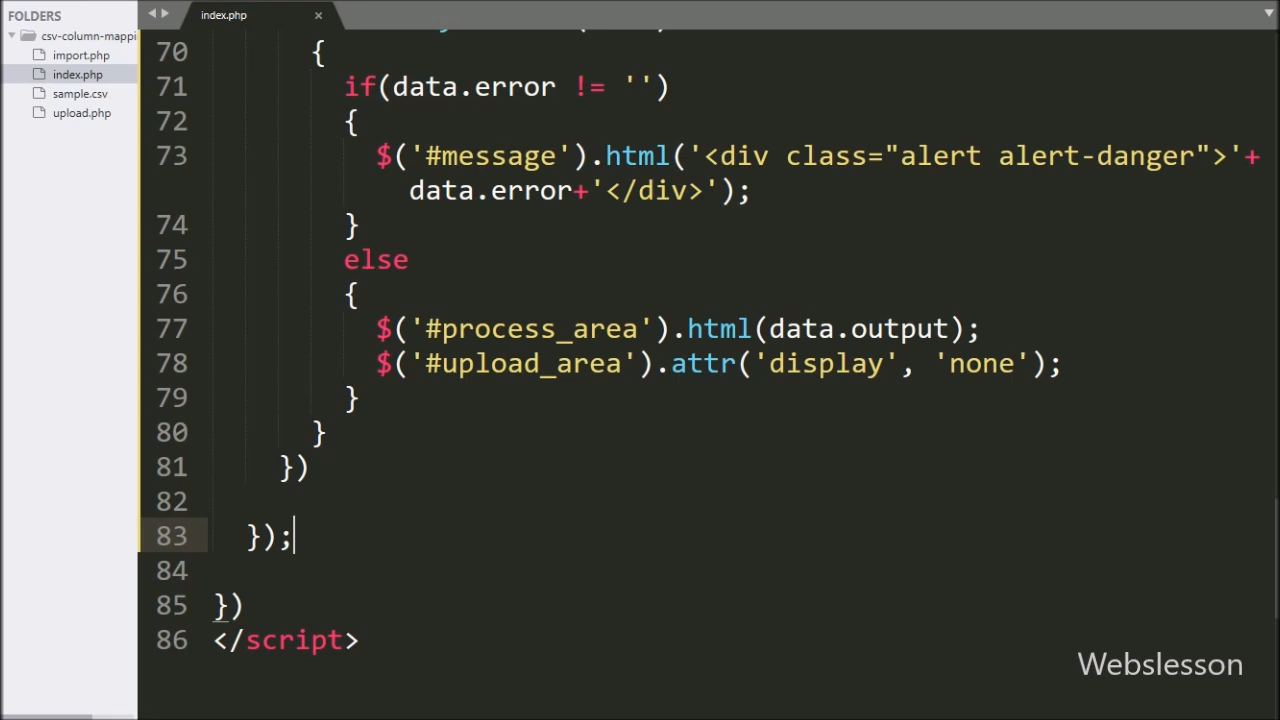 FOLDERS
csv-column-mappi
import.php
index.php
sample.csv
upload.php
index.php
70 {
71 if(data.error != '')
72 {
73 $('#message').html('<div class="alert alert-danger">'+
data.error+'</div>');
74 }
75 else
76 {
77 $('#process_area').html(data.output);
78 $('#upload_area').attr('display', 'none');
79 }
80 }
81 })
82
83 });
84
85 })
86 </script>
Webslesson